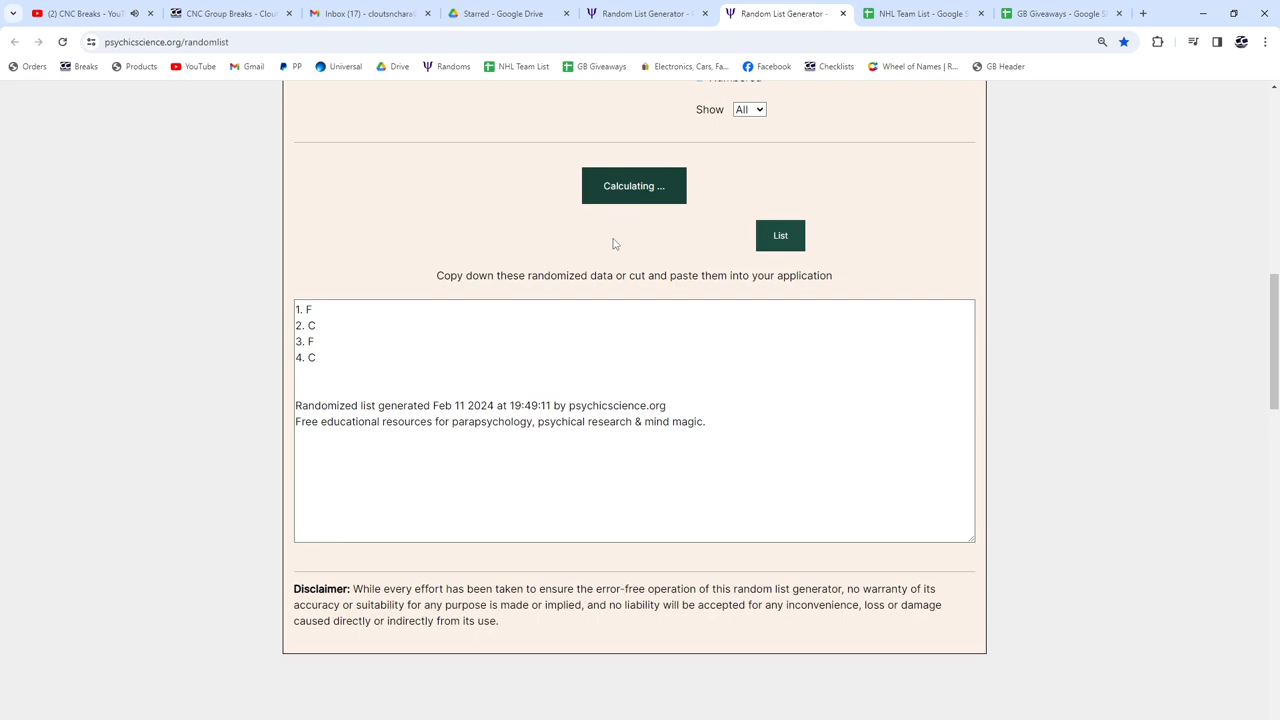 (2) CNC Breaks - YouT
CNC Group Breaks - Clout
Inbox (17) - cloutsnchara
Starred - Google Drive
Random List Generator -
Random List Generator -
NHL Team List - Google S
GB Giveaways - Google S
psychicscience.org/randomlist
Orders
Breaks
Products
YouTube
Gmail
PP
Universal
Drive
Randoms
NHL Team List
GB Giveaways
Electronics, Cars, Fa...
Facebook
Checklists
Wheel of Names | R...
GB Header
Show All
Calculating ...
List
Copy down these randomized data or cut and paste them into your application
1. F
2. C
3. F
4. C
Randomized list generated Feb 11 2024 at 19:49:11 by psychicscience.org
Free educational resources for parapsychology, psychical research & mind magic.
Disclaimer: While every effort has been taken to ensure the error-free operation of this random list generator, no warranty of its
accuracy or suitability for any purpose is made or implied, and no liability will be accepted for any inconvenience, loss or damage
caused directly or indirectly from its use.